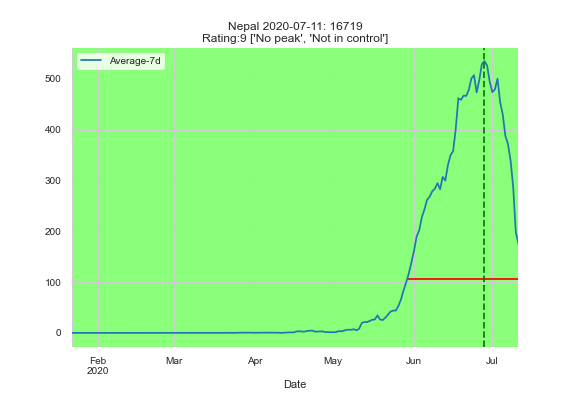 Nepal 2020-07-11: 16719
Rating:9 ['No peak', 'Not in control']
Average-7d
500
400
300
200
100
0
Feb
2020
Mar
Apr
May
Jun
Jul
Date